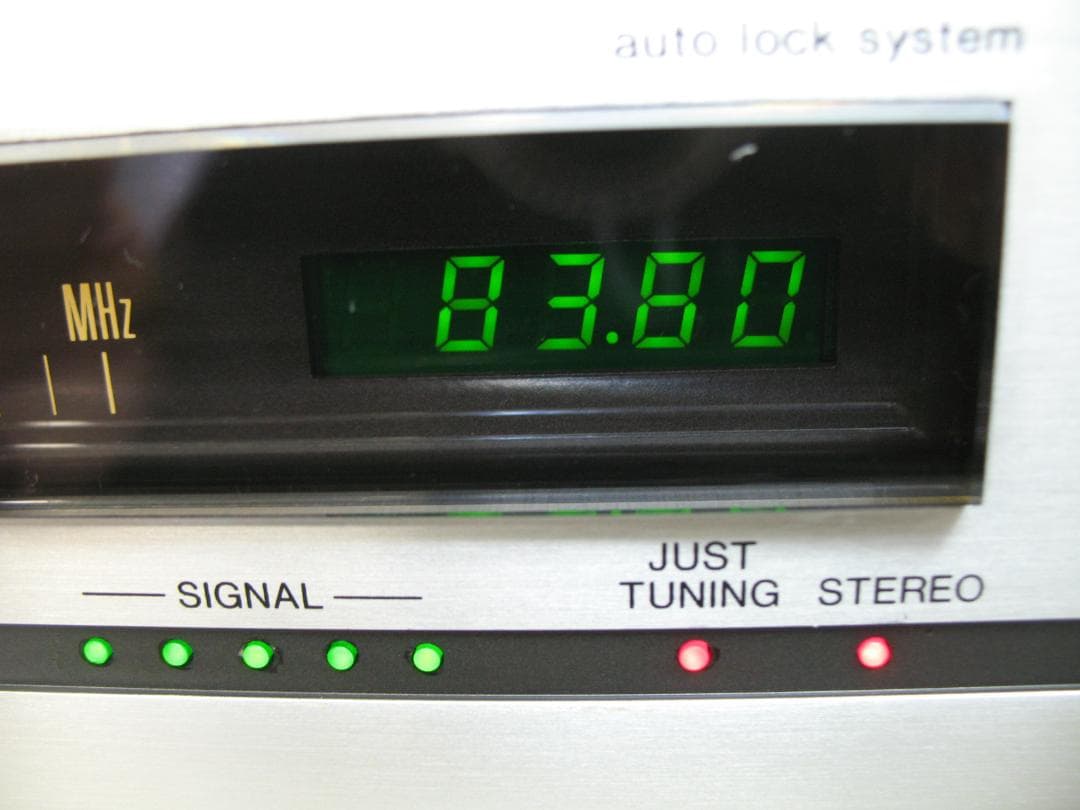 auto lock system
MHz
83.80
SIGNAL
JUST
TUNING
STEREO